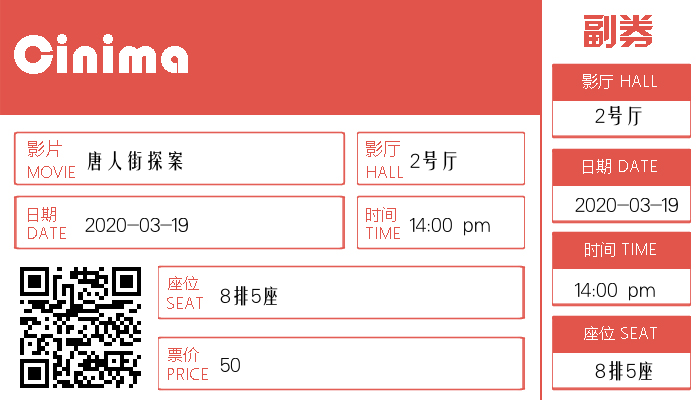 Cinima
影片 MOVIE 唐人街探案
影厅 HALL 2号厅
日期 DATE 2020-03-19
时间 TIME 14:00 pm
座位 SEAT 8排5座
票价 PRICE 50
副券
影厅 HALL
2号厅
日期 DATE
2020-03-19
时间 TIME
14:00 pm
座位 SEAT
8排5座